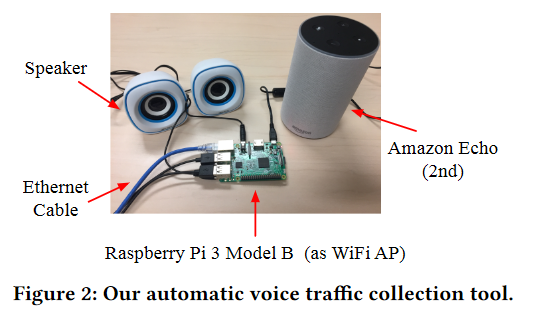 Speaker
Amazon Echo
(2nd)
Ethernet
Cable
Raspberry Pi 3 Model B (as WiFi AP)
Figure 2: Our automatic voice traffic collection tool.